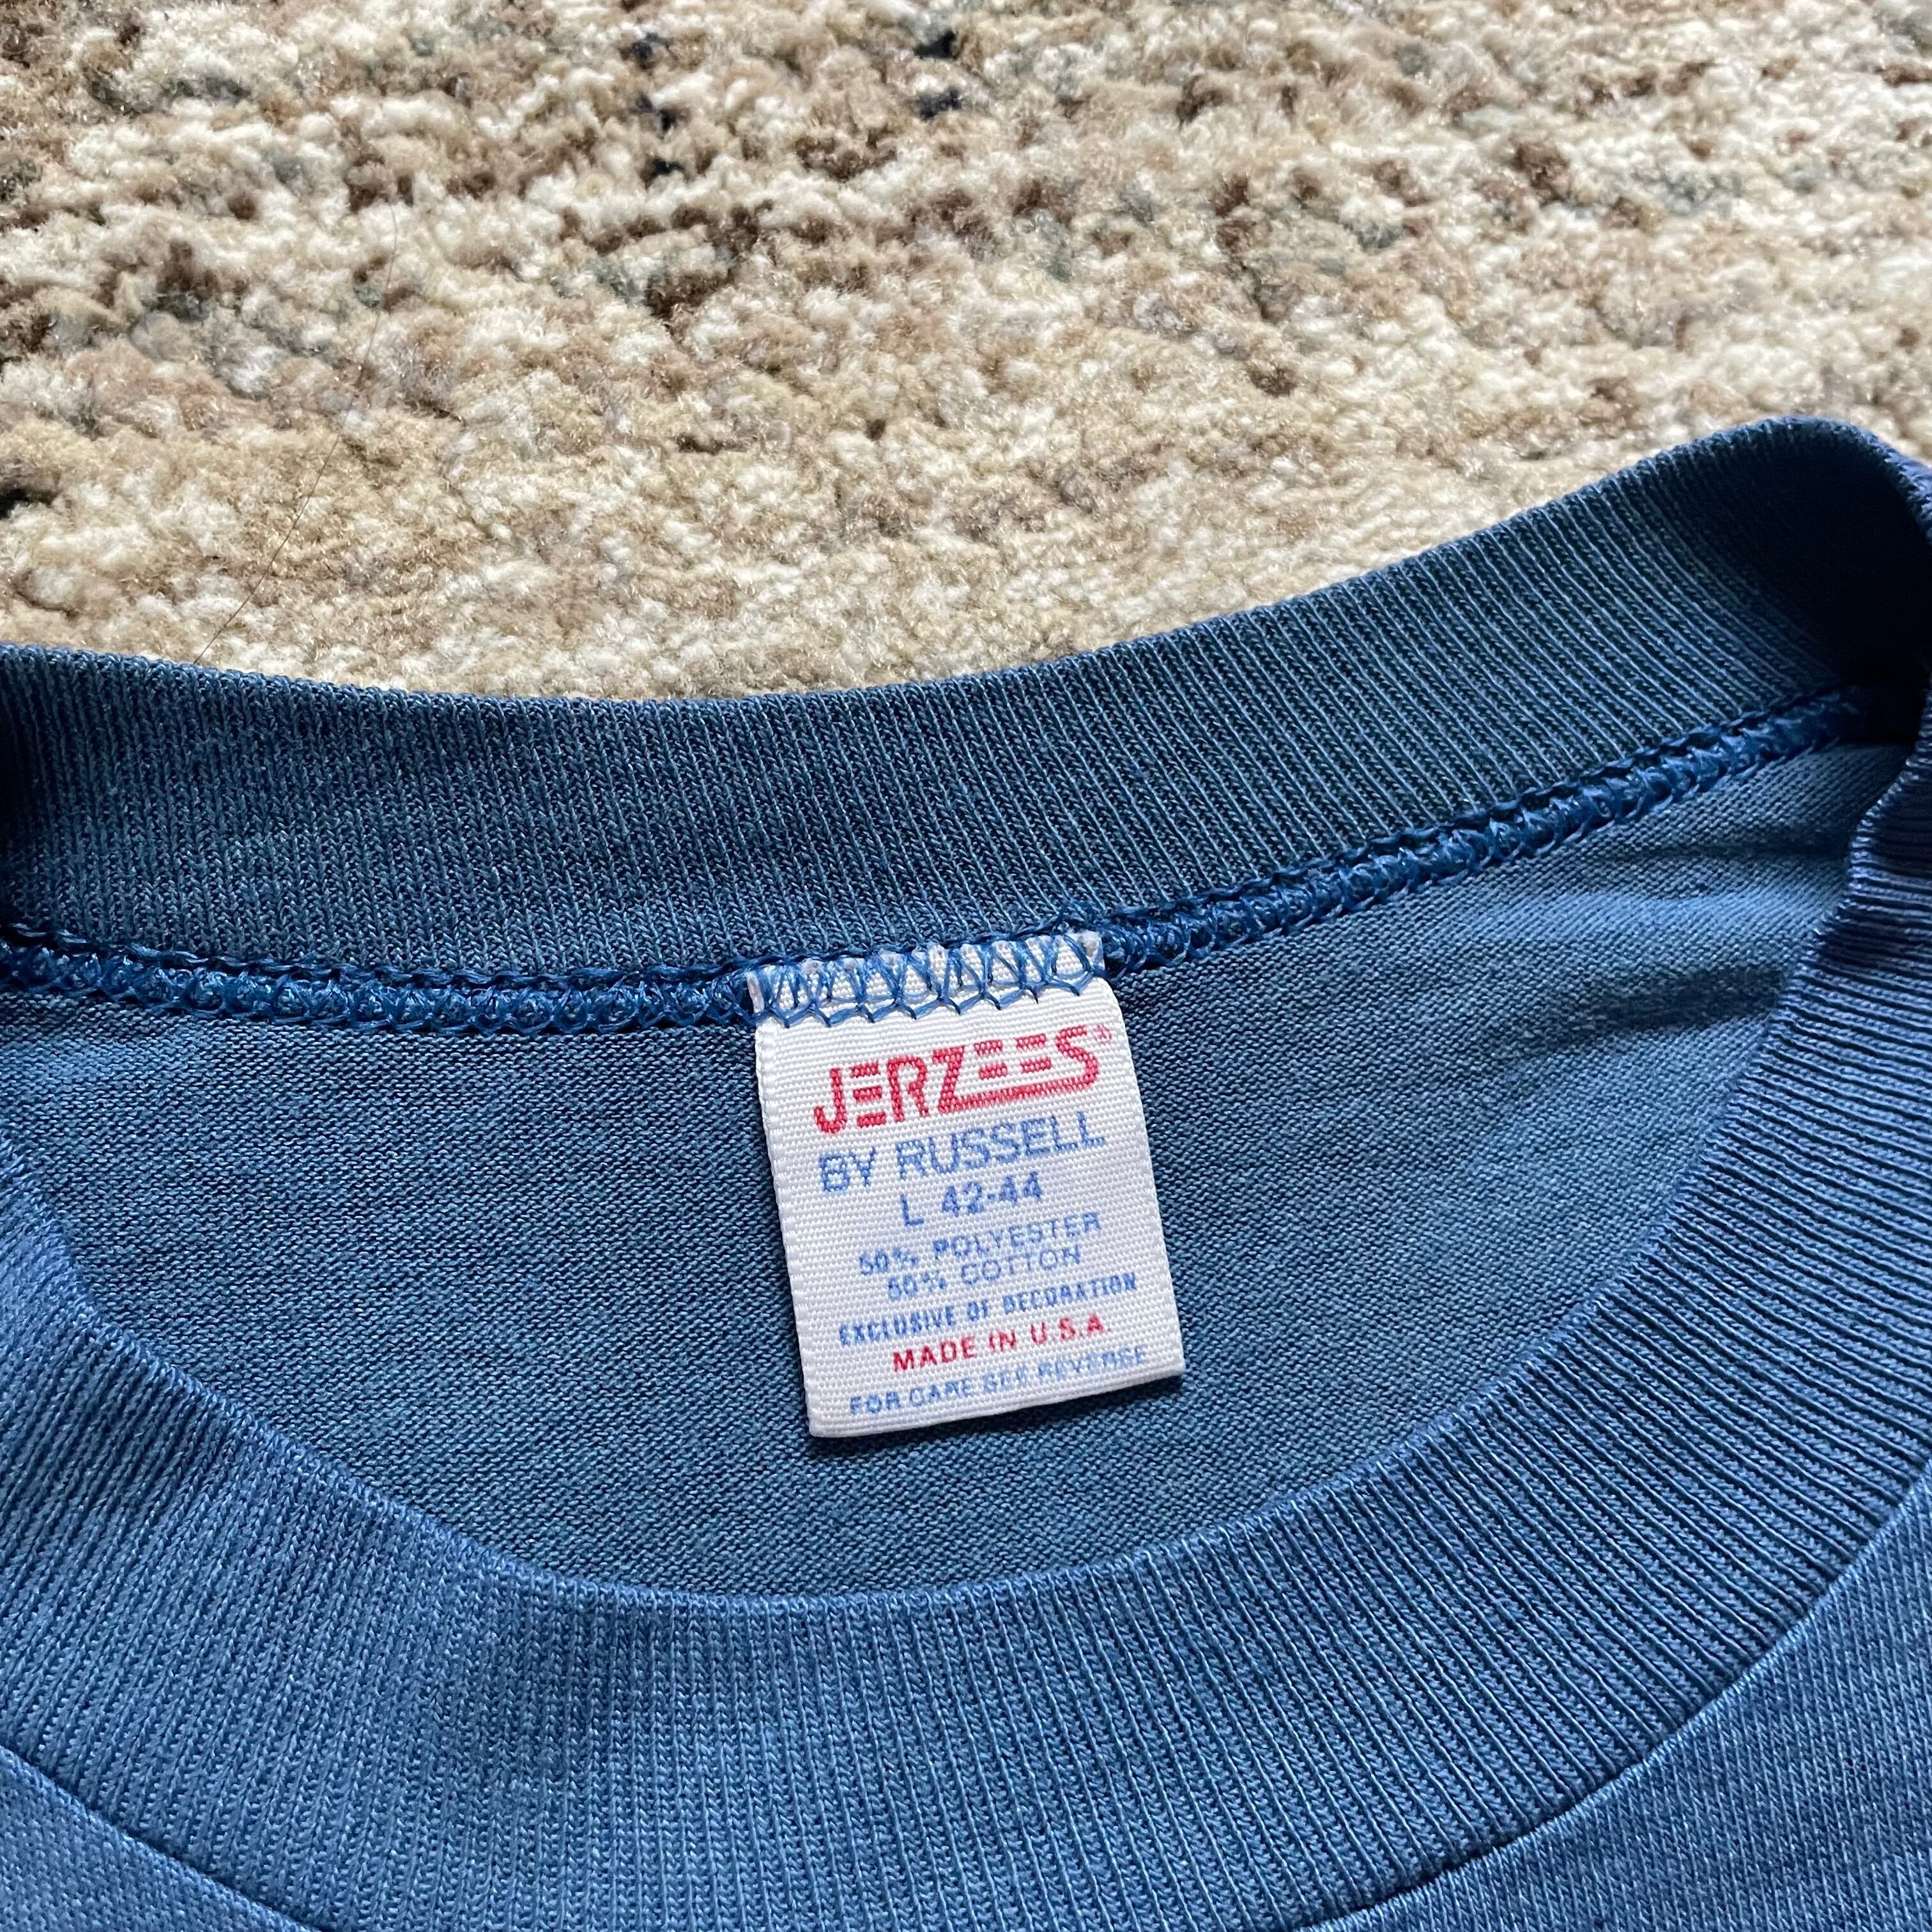 JERZEES®
BY RUSSELL
L 42-44
50% POLYESTER
50% COTTON
EXCLUSIVE OF DECORATION
MADE IN U.S.A.
FOR CARE SEE REVERSE